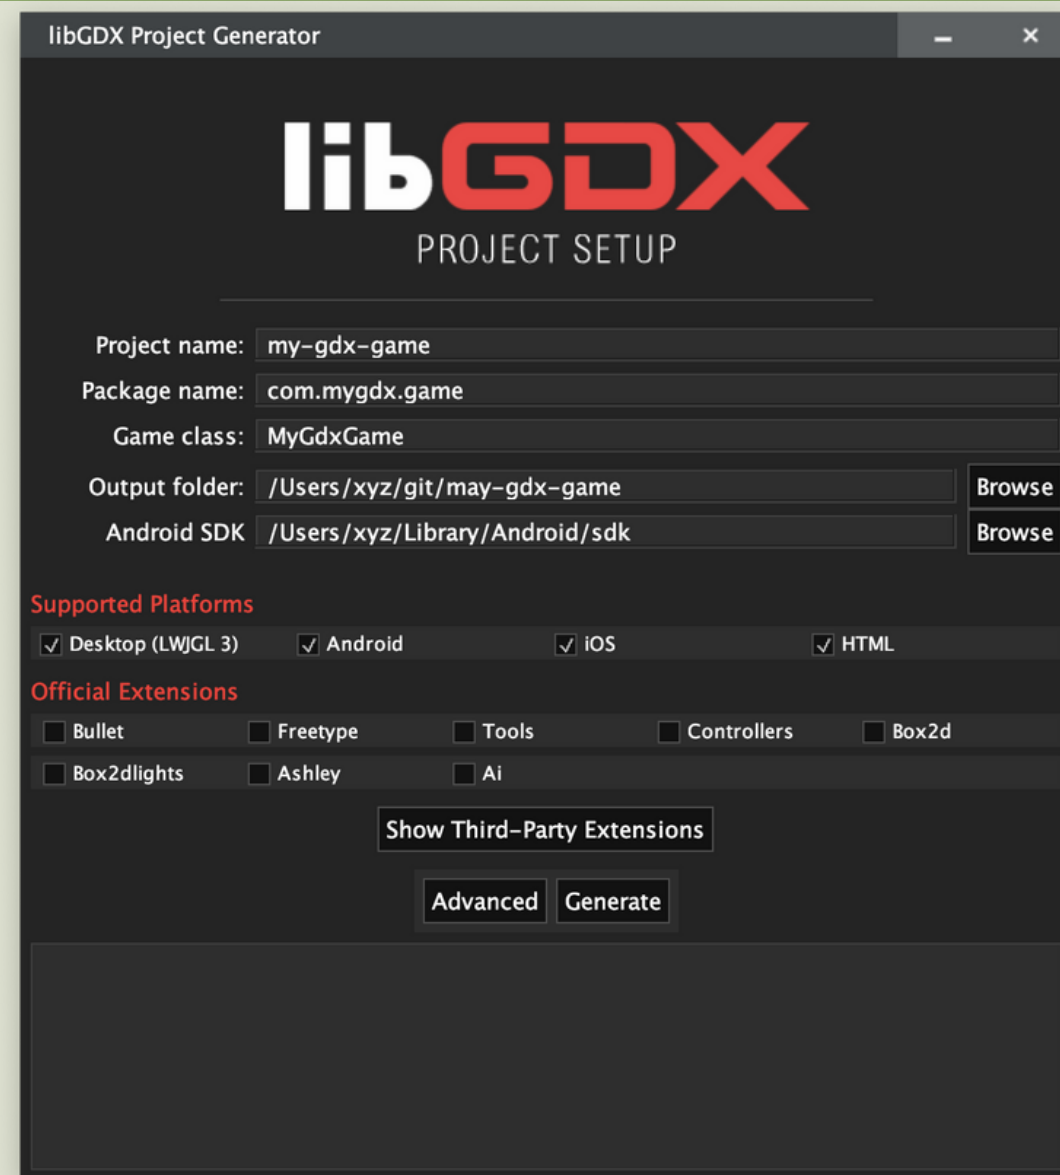 libGDX Project Generator
libGDX
PROJECT SETUP
Project name: my-gdx-game
Package name: com.mygdx.game
Game class: MyGdxGame
Output folder: /Users/xyz/git/may-gdx-game Browse
Android SDK /Users/xyz/Library/Android/sdk Browse
Supported Platforms
Desktop (LWJGL 3) Android iOS HTML
Official Extensions
Bullet Freetype Tools Controllers Box2d
Box2dlights Ashley Ai
Show Third-Party Extensions
Advanced Generate